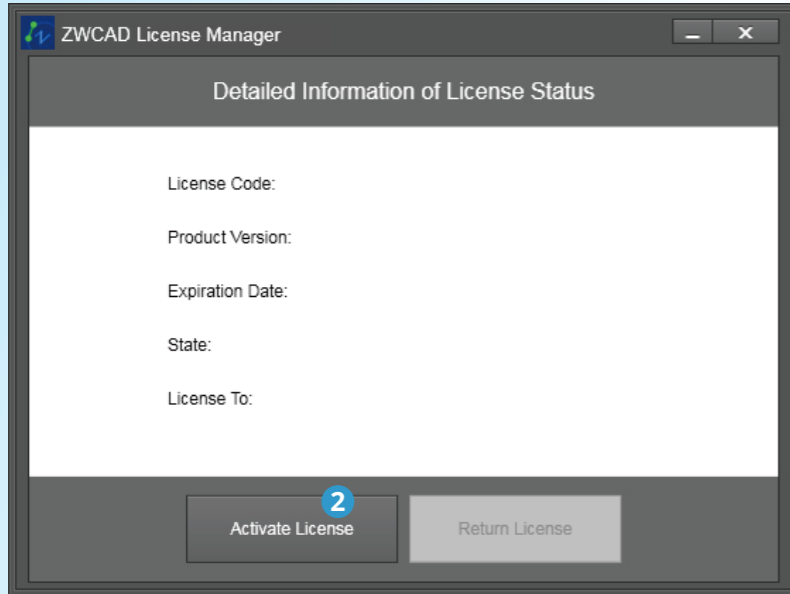 ZWCAD License Manager
Detailed Information of License Status
License Code:
Product Version:
Expiration Date:
State:
License To:
2
Activate License
Return License